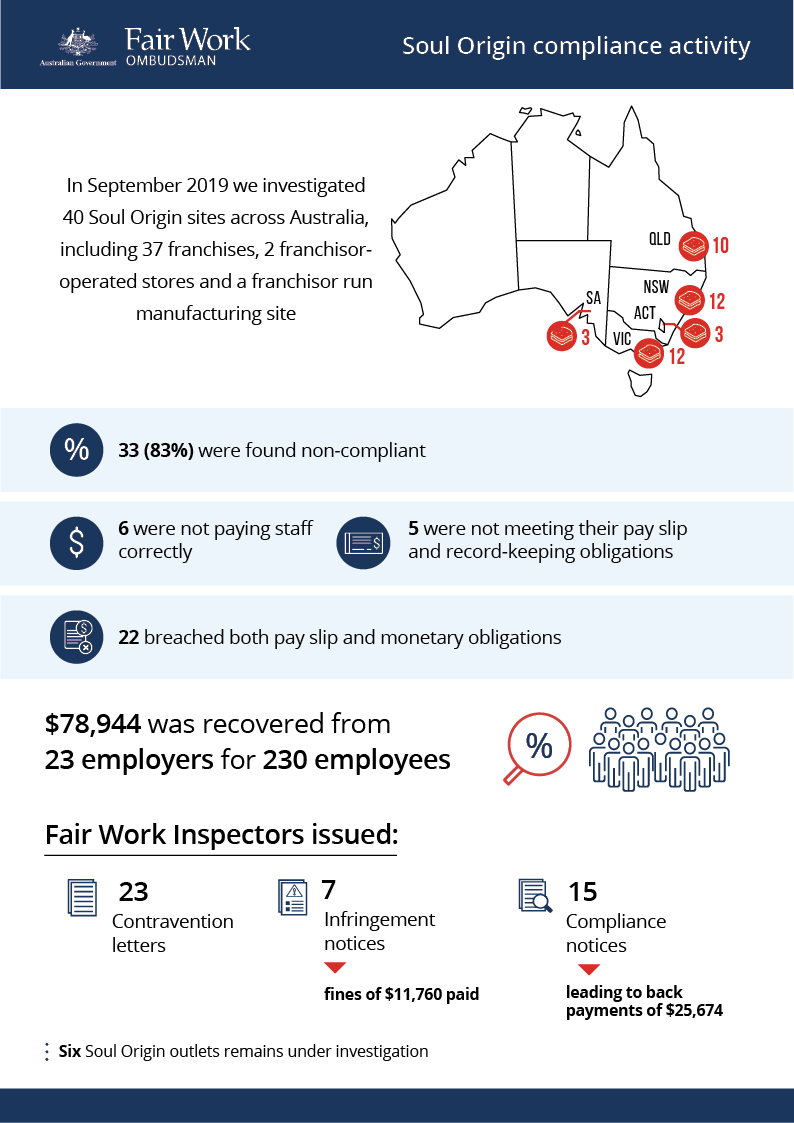 Australian Government
Fair Work
OMBUDSMAN
Soul Origin compliance activity
In September 2019 we investigated
40 Soul Origin sites across Australia,
including 37 franchises, 2 franchisor-
operated stores and a franchisor run
manufacturing site
QLD 10
NSW 12
ACT 3
SA 3
VIC 12
% 33 (83%) were found non-compliant
$ 6 were not paying staff
correctly
$ 5 were not meeting their pay slip
and record-keeping obligations
$ 22 breached both pay slip and monetary obligations
$78,944 was recovered from
23 employers for 230 employees
%
Fair Work Inspectors issued:
23
Contravention
letters
7
Infringement
notices
fines of $11,760 paid
15
Compliance
notices
leading to back
payments of $25,674
Six Soul Origin outlets remains under investigation